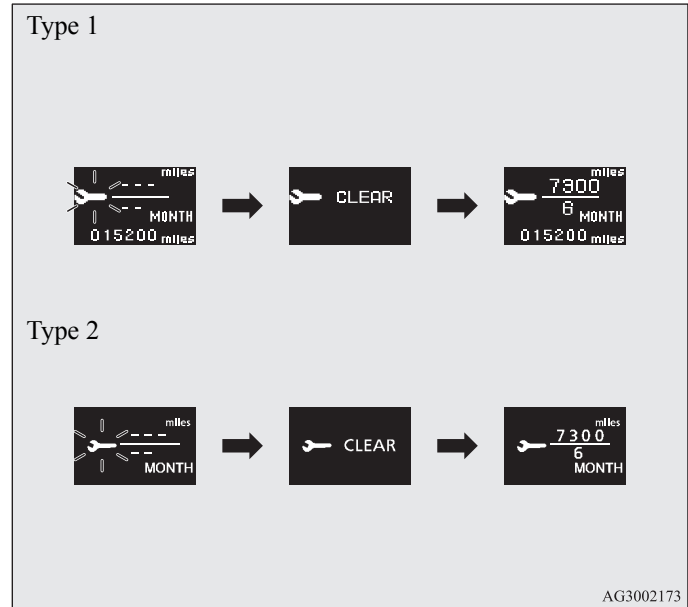 Type 1
miles
- - -
- -
MONTH
015200 miles
CLEAR
miles
7300
6
MONTH
015200 miles
Type 2
miles
- - -
- -
MONTH
CLEAR
miles
7300
6
MONTH
AG3002173